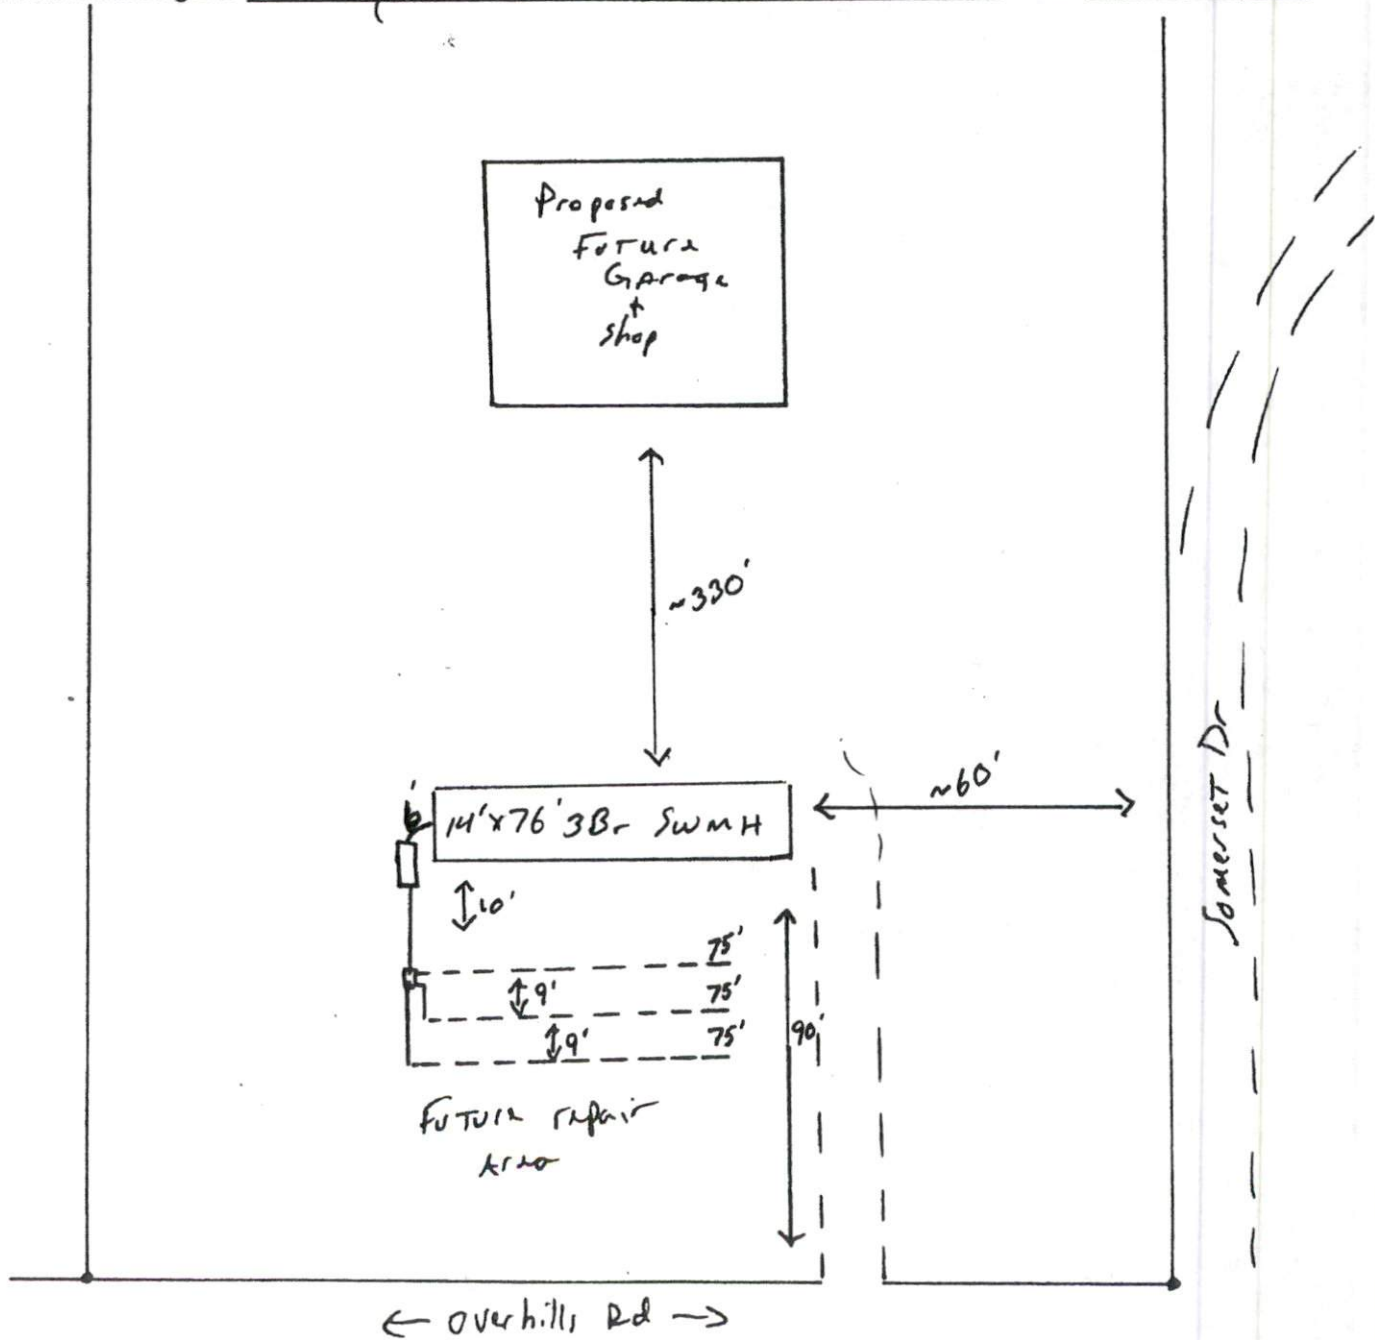 Proposed
Future
Garage
+
Shop
~330'
~60'
14'x76' 3Br SWMH
10'
75'
9'
75'
9'
75'
90'
Future repair
Area
Somerset Dr
← Overhills Rd →